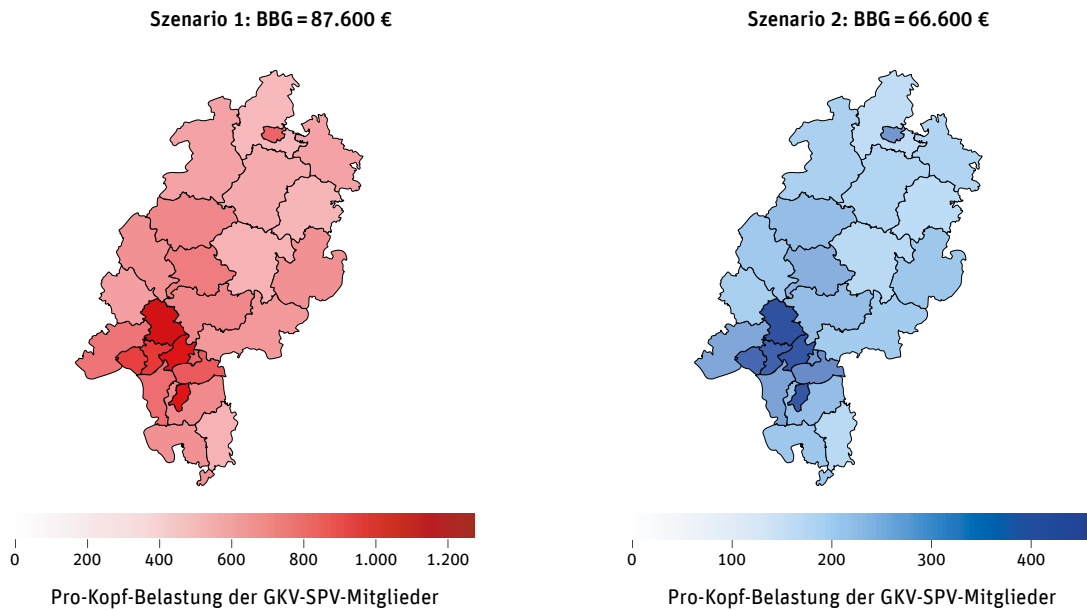 Szenario 1: BBG = 87.600 €
Szenario 2: BBG = 66.600 €
0 200 400 600 800 1.000 1.200
0 100 200 300 400
Pro-Kopf-Belastung der GKV-SPV-Mitglieder
Pro-Kopf-Belastung der GKV-SPV-Mitglieder